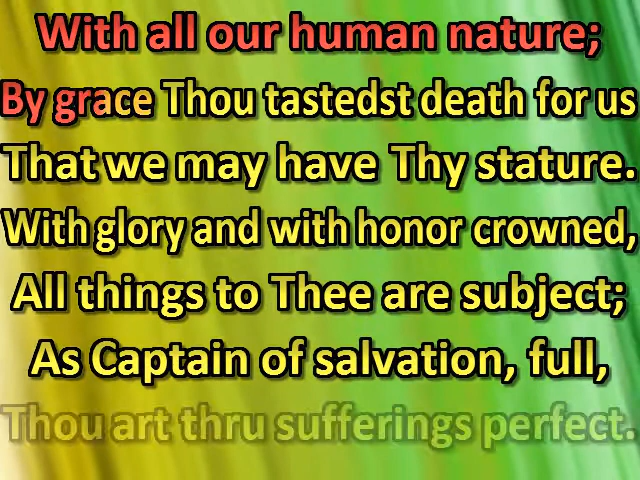 With all our human nature;
By grace Thou tastedst death for us
That we may have Thy stature.
With glory and with honor crowned,
All things to Thee are subject;
As Captain of salvation, full,
Thou art thru sufferings perfect.